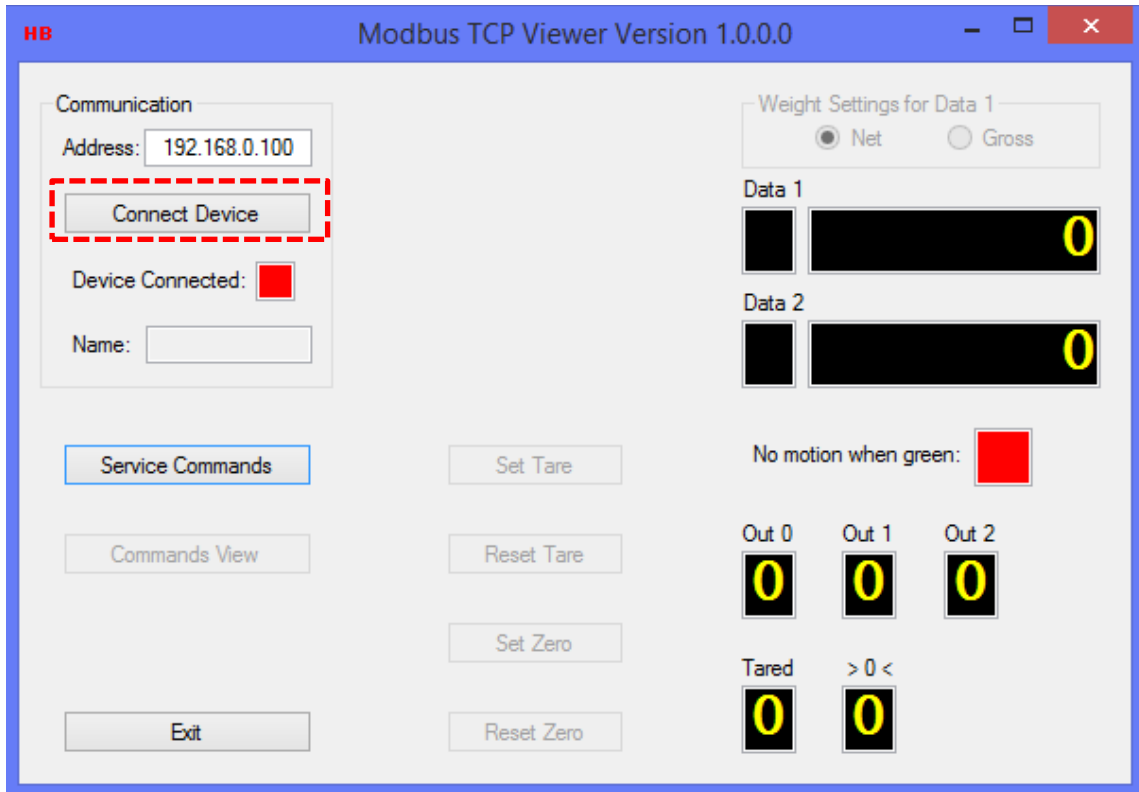 HB
Modbus TCP Viewer Version 1.0.0.0
Communication
Address: 192.168.0.100
Connect Device
Device Connected:
Name:
Service Commands
Commands View
Exit
Set Tare
Reset Tare
Set Zero
Reset Zero
Weight Settings for Data 1
Net Gross
Data 1
0
Data 2
0
No motion when green:
Out 0 Out 1 Out 2
0 0 0
Tared > 0 <
0 0